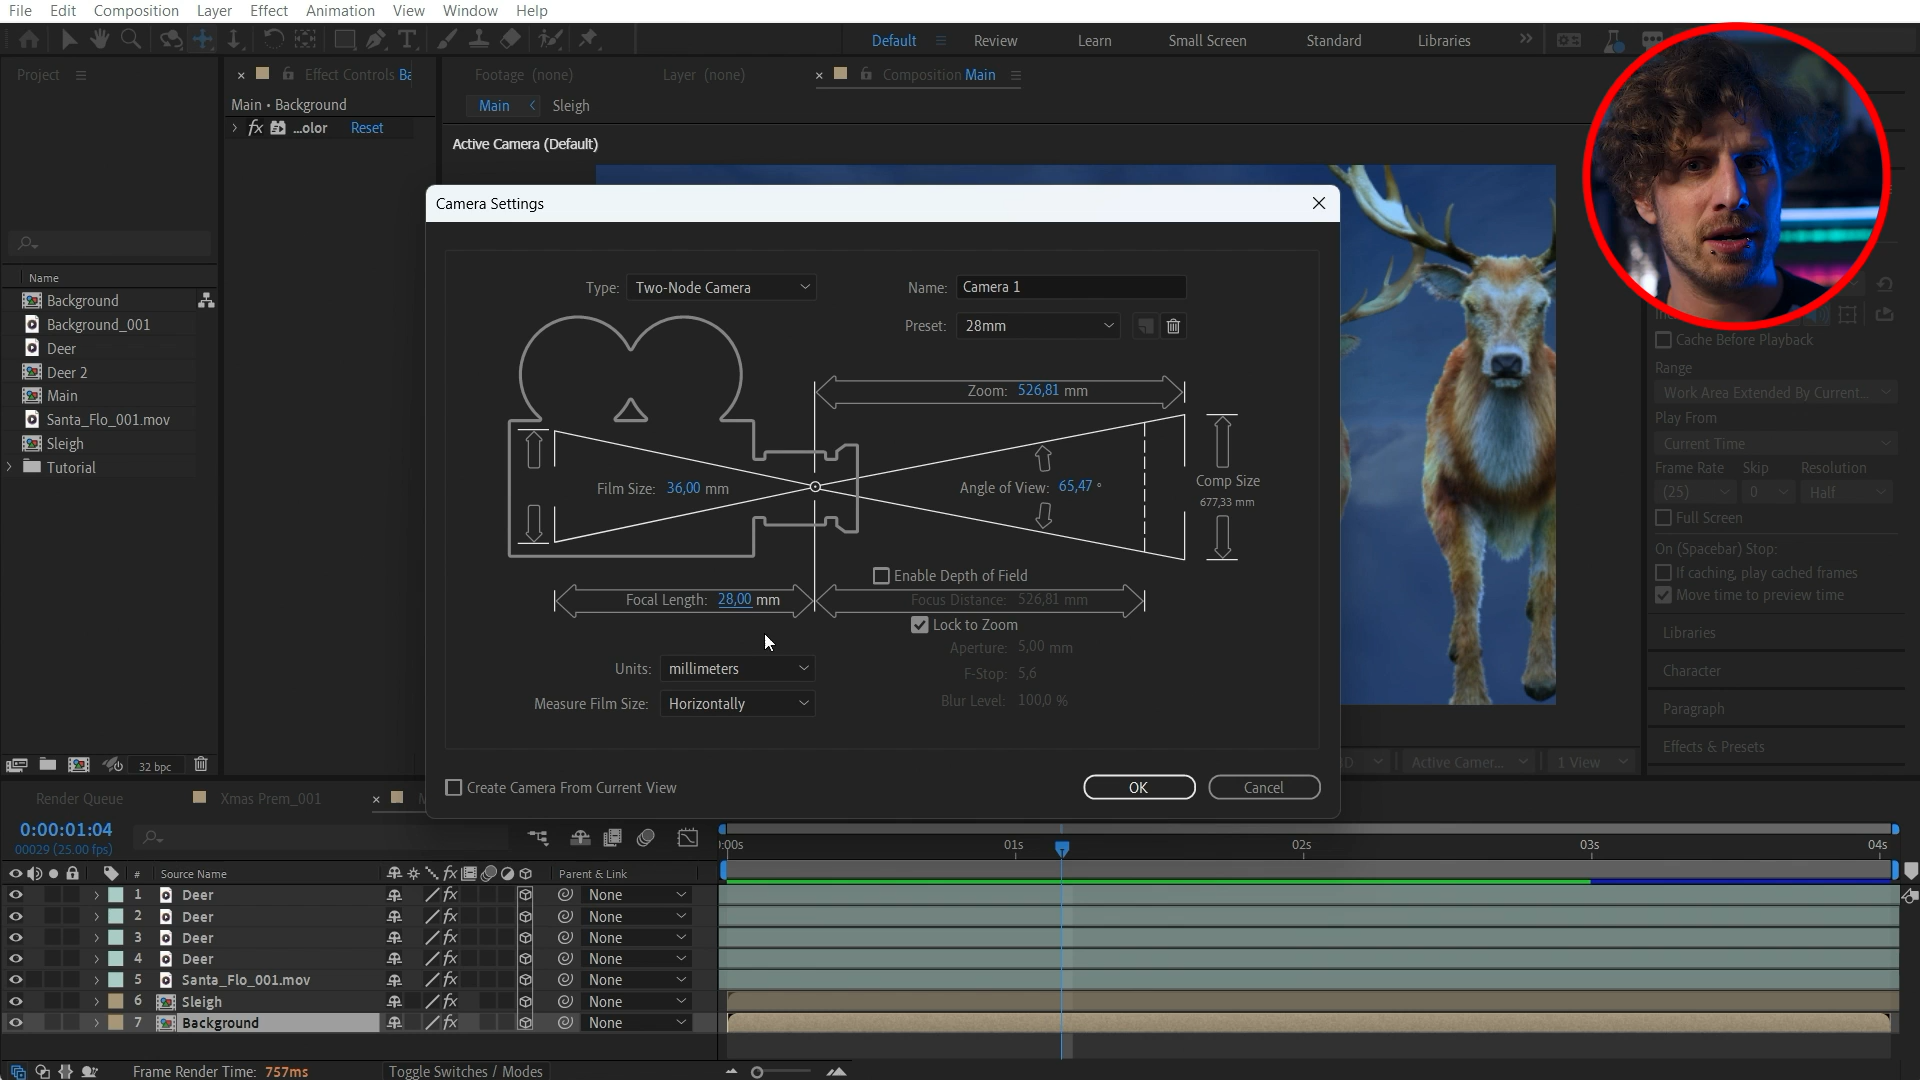 File Edit Composition Layer Effect Animation View Window Help
Default Review Learn Small Screen Standard Libraries
Project
Effect Controls Ba
Footage (none) Layer (none) Composition Main
Main • Background
Main Sleigh
fx ...olor Reset
Active Camera (Default)
Camera Settings
Type: Two-Node Camera
Name: Camera 1
Preset: 28mm
Zoom: 526,81 mm
Film Size: 36,00 mm
Angle of View: 65,47 °
Comp Size
677,33 mm
Enable Depth of Field
Focal Length: 28,00 mm
Focus Distance: 526,81 mm
Lock to Zoom
Aperture: 5,00 mm
Units: millimeters
F-Stop: 5,6
Measure Film Size: Horizontally
Blur Level: 100,0 %
Create Camera From Current View
OK Cancel
Name
Background
Background_001
Deer
Deer 2
Main
Santa_Flo_001.mov
Sleigh
Tutorial
32 bpc
Cache Before Playback
Range
Work Area Extended By Current...
Play From
Current Time
Frame Rate Skip Resolution
(25) 0 Half
Full Screen
On (Spacebar) Stop:
If caching, play cached frames
Move time to preview time
Libraries
Character
Paragraph
Effects & Presets
Active Camer... 1 View
Render Queue Xmas Prem_001
0:00:01:04
00029 (25.00 fps)
:00s 01s 02s 03s 04s
# Source Name fx Parent & Link
1 Deer fx None
2 Deer fx None
3 Deer fx None
4 Deer fx None
5 Santa_Flo_001.mov fx None
6 Sleigh fx None
7 Background fx None
Frame Render Time: 757ms Toggle Switches / Modes